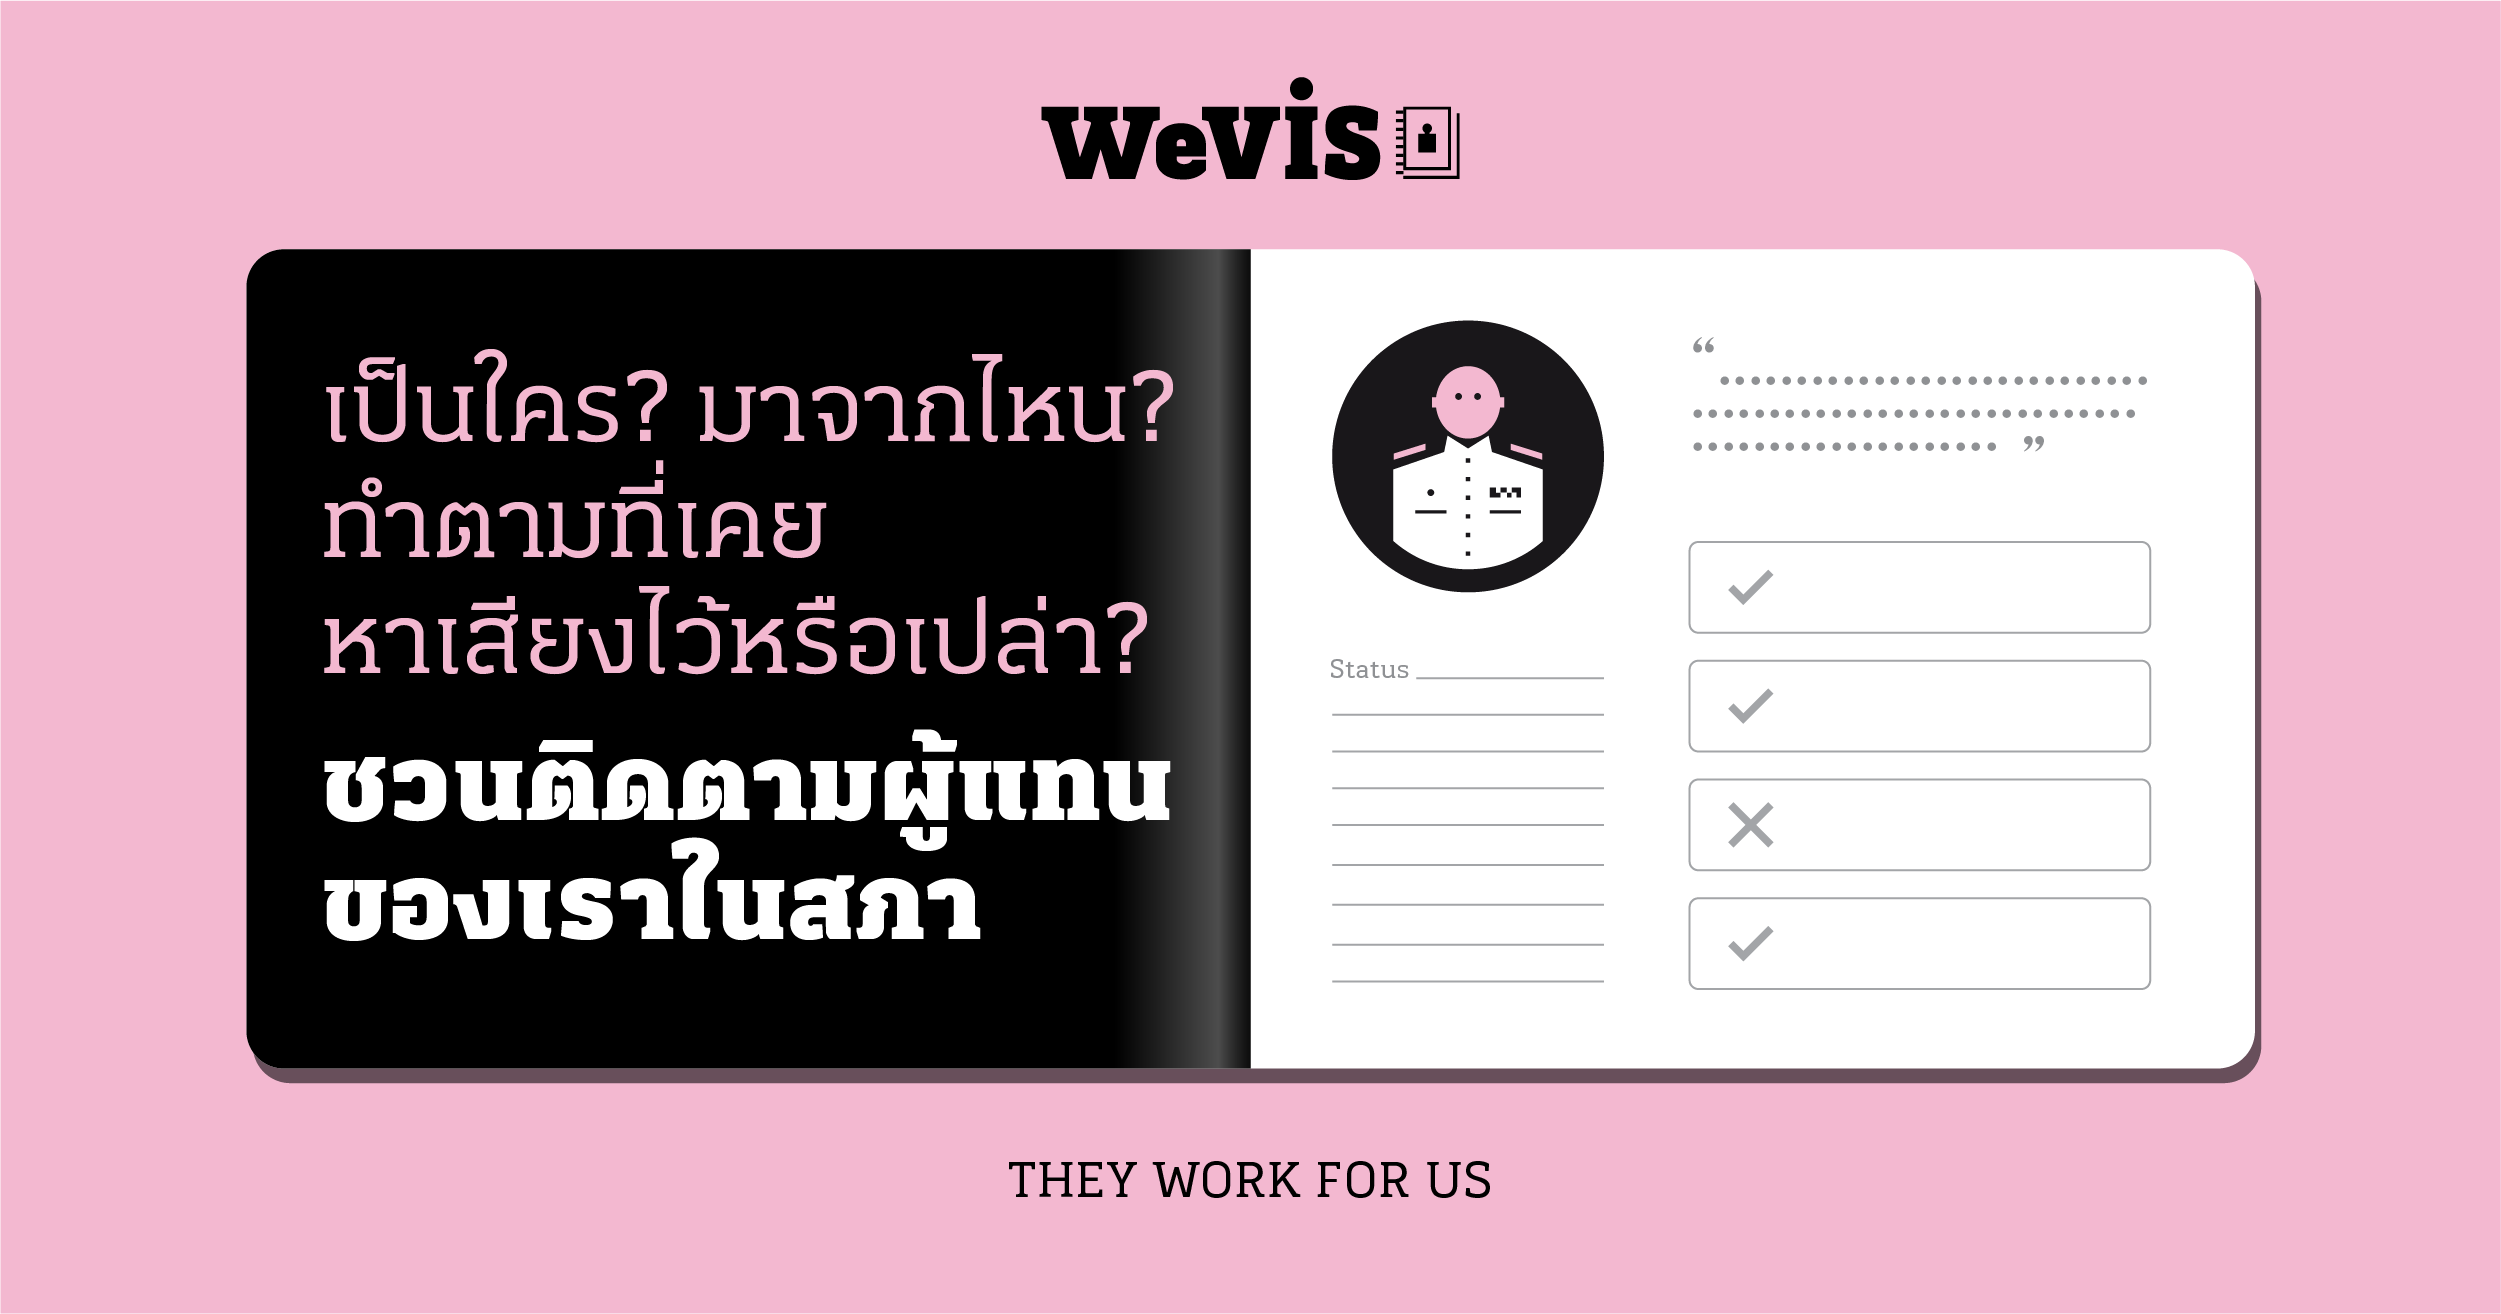 WeVIS
เป็นใคร? มาจากไหน?
ทำตามที่เคย
หาเสียงไว้หรือเปล่า?
ชวนติดตามผู้แทน
ของเราในสภา
“
”
Status
THEY WORK FOR US